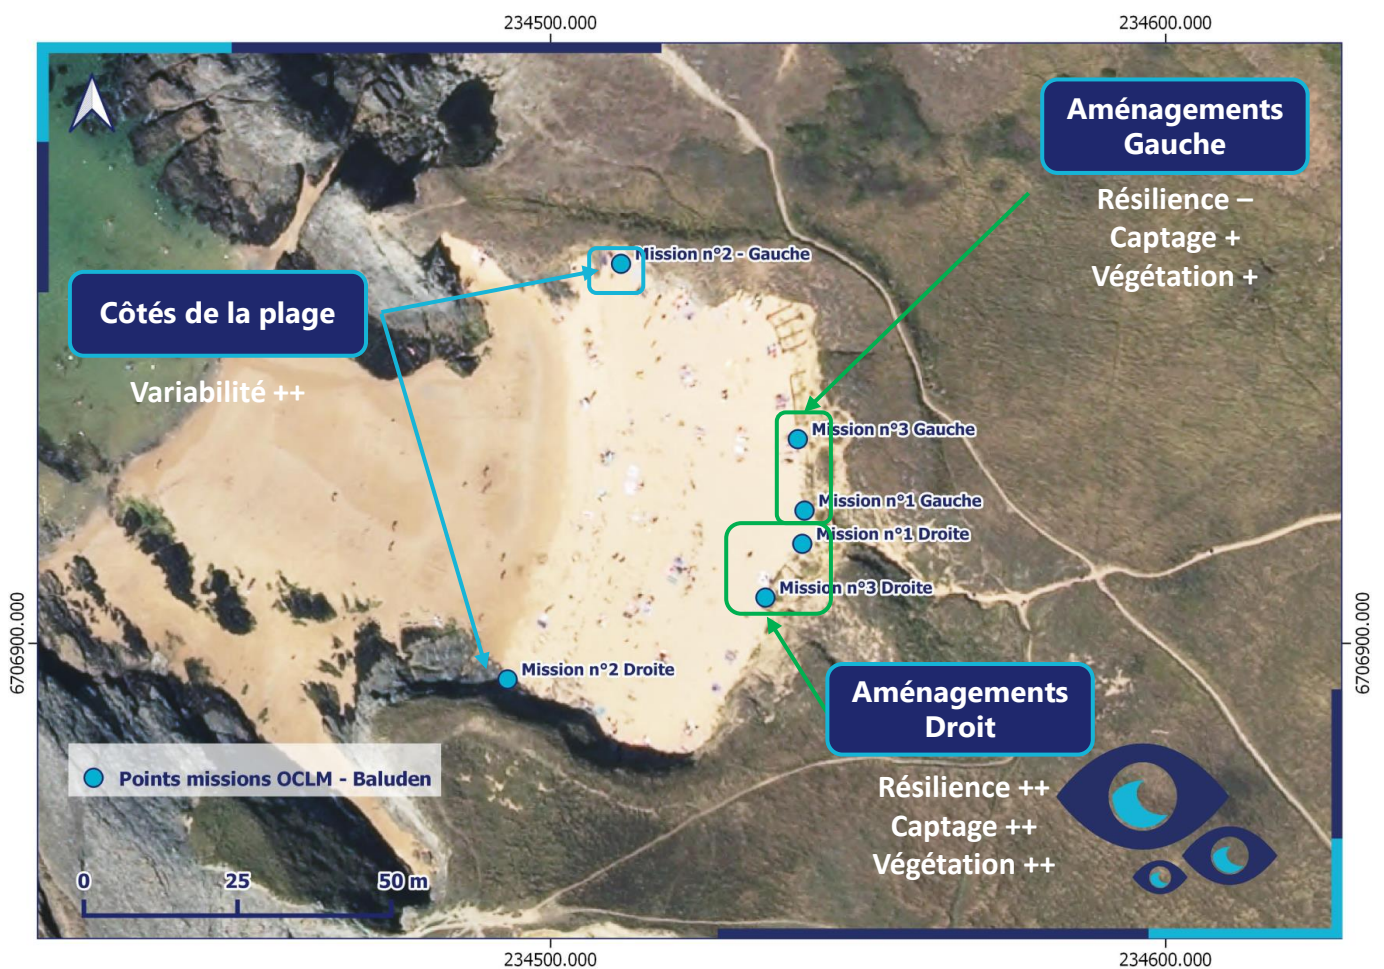 234500.000
234600.000
Aménagements
Gauche
Résilience –
Captage +
Végétation +
Mission n°2 - Gauche
Côtés de la plage
Variabilité ++
Mission n°3 Gauche
Mission n°1 Gauche
Mission n°1 Droite
Mission n°3 Droite
6706900.000
6706900.000
Mission n°2 Droite
Aménagements
Droit
Résilience ++
Captage ++
Végétation ++
Points missions OCLM - Baluden
0
25
50 m
234500.000
234600.000